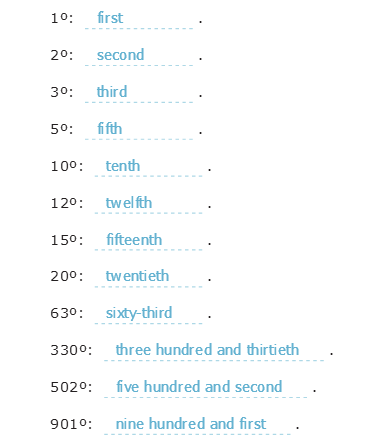 1º: first .
2º: second .
3º: third .
5º: fifth .
10º: tenth .
12º: twelfth .
15º: fifteenth .
20º: twentieth .
63º: sixty-third .
330º: three hundred and thirtieth .
502º: five hundred and second .
901º: nine hundred and first .